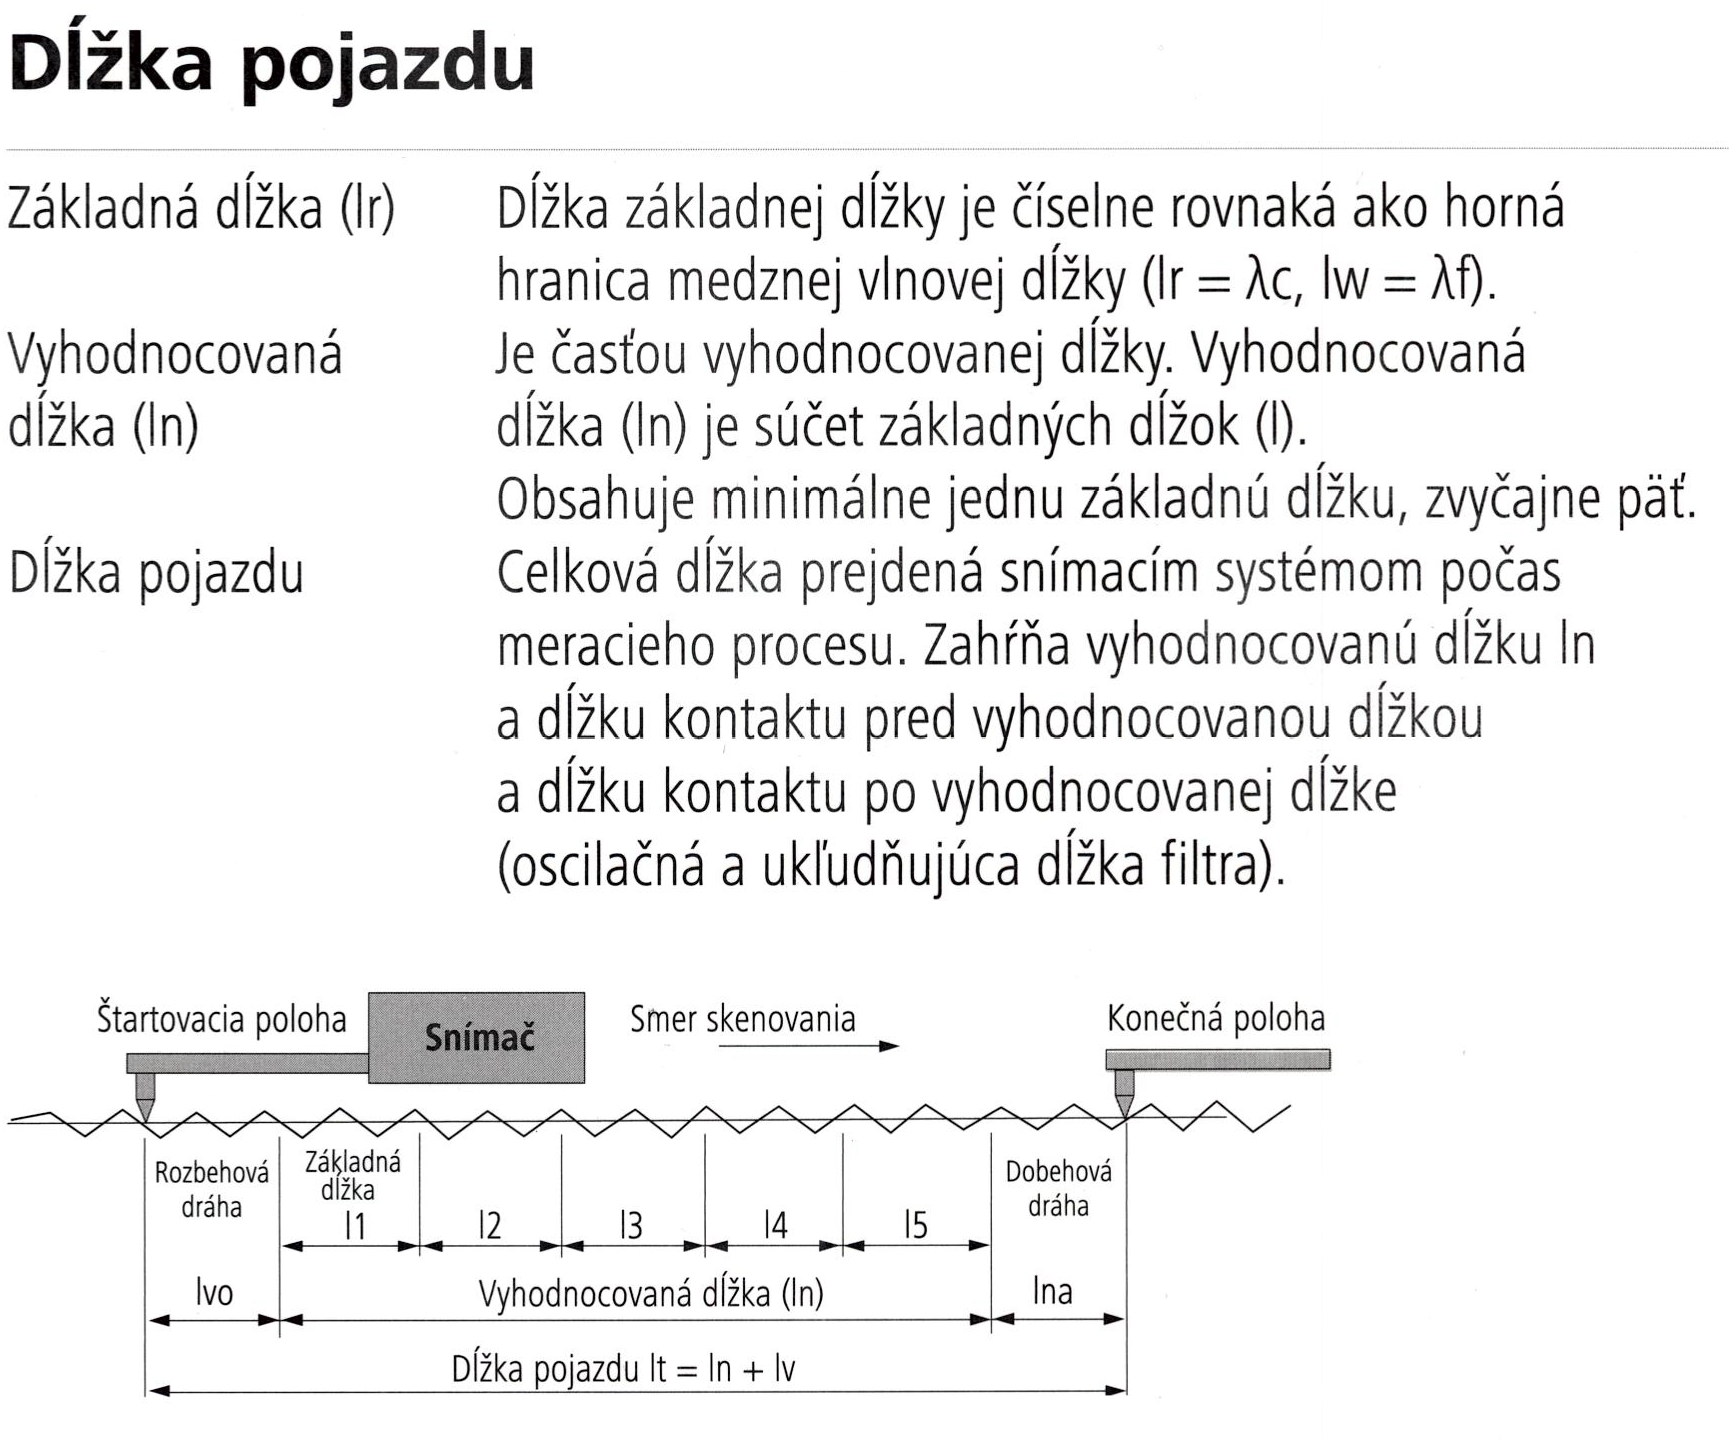 Dĺžka pojazdu
Základná dĺžka (lr)
Dĺžka základnej dĺžky je číselne rovnaká ako horná
hranica medznej vlnovej dĺžky (lr = λc, lw = λf).
Vyhodnocovaná
dĺžka (ln)
Je časťou vyhodnocovanej dĺžky. Vyhodnocovaná
dĺžka (ln) je súčet základných dĺžok (l).
Obsahuje minimálne jednu základnú dĺžku, zvyčajne päť.
Dĺžka pojazdu
Celková dĺžka prejdená snímacím systémom počas
meracieho procesu. Zahŕňa vyhodnocovanú dĺžku ln
a dĺžku kontaktu pred vyhodnocovanou dĺžkou
a dĺžku kontaktu po vyhodnocovanej dĺžke
(oscilačná a ukľudňujúca dĺžka filtra).
Štartovacia poloha
Snímač
Smer skenovania
Konečná poloha
Rozbehová
dráha
Základná
dĺžka
l1
l2
l3
l4
l5
Dobehová
dráha
lvo
Vyhodnocovaná dĺžka (ln)
lna
Dĺžka pojazdu lt = ln + lv